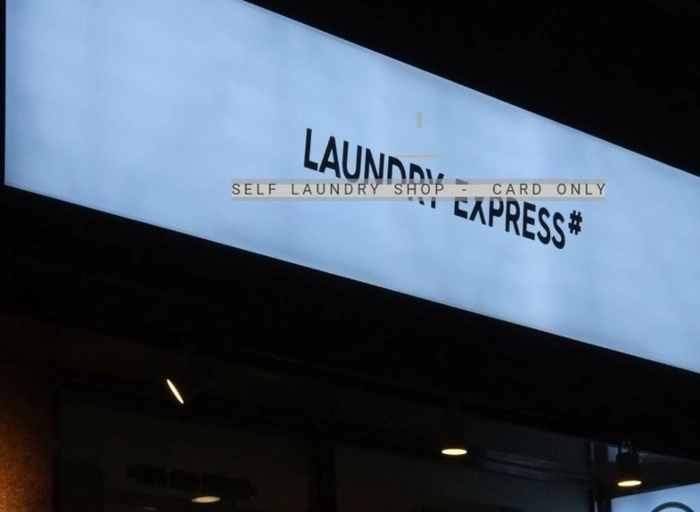 LAUNDRY EXPRESS#
SELF LAUNDRY SHOP - CARD ONLY